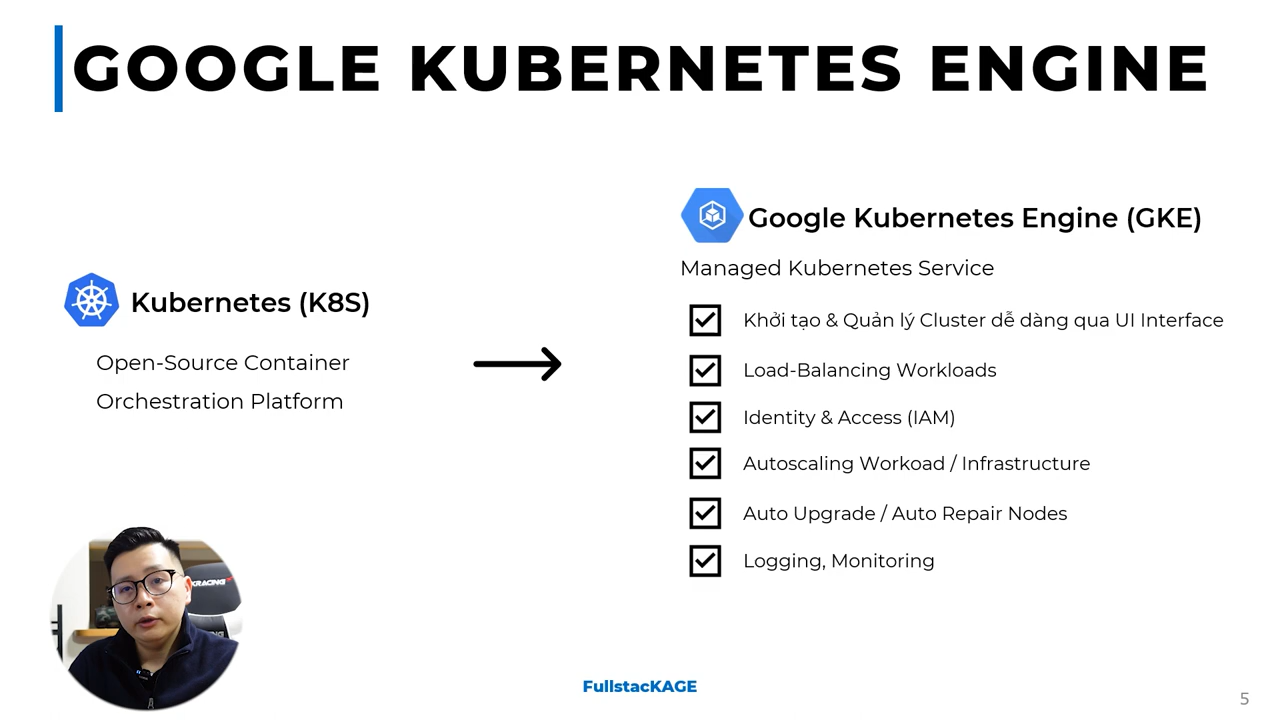 GOOGLE KUBERNETES ENGINE
Kubernetes (K8S)
Open-Source Container
Orchestration Platform
Google Kubernetes Engine (GKE)
Managed Kubernetes Service
Khởi tạo & Quản lý Cluster dễ dàng qua UI Interface
Load-Balancing Workloads
Identity & Access (IAM)
Autoscaling Workoad / Infrastructure
Auto Upgrade / Auto Repair Nodes
Logging, Monitoring
FullstacKAGE
5